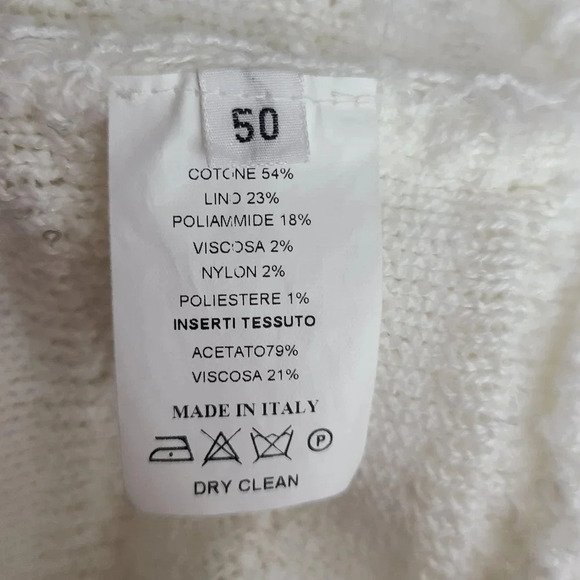 50
COTONE 54%
LINO 23%
POLIAMMIDE 18%
VISCOSA 2%
NYLON 2%
POLIESTERE 1%
INSERTI TESSUTO
ACETATO79%
VISCOSA 21%
MADE IN ITALY
P
DRY CLEAN